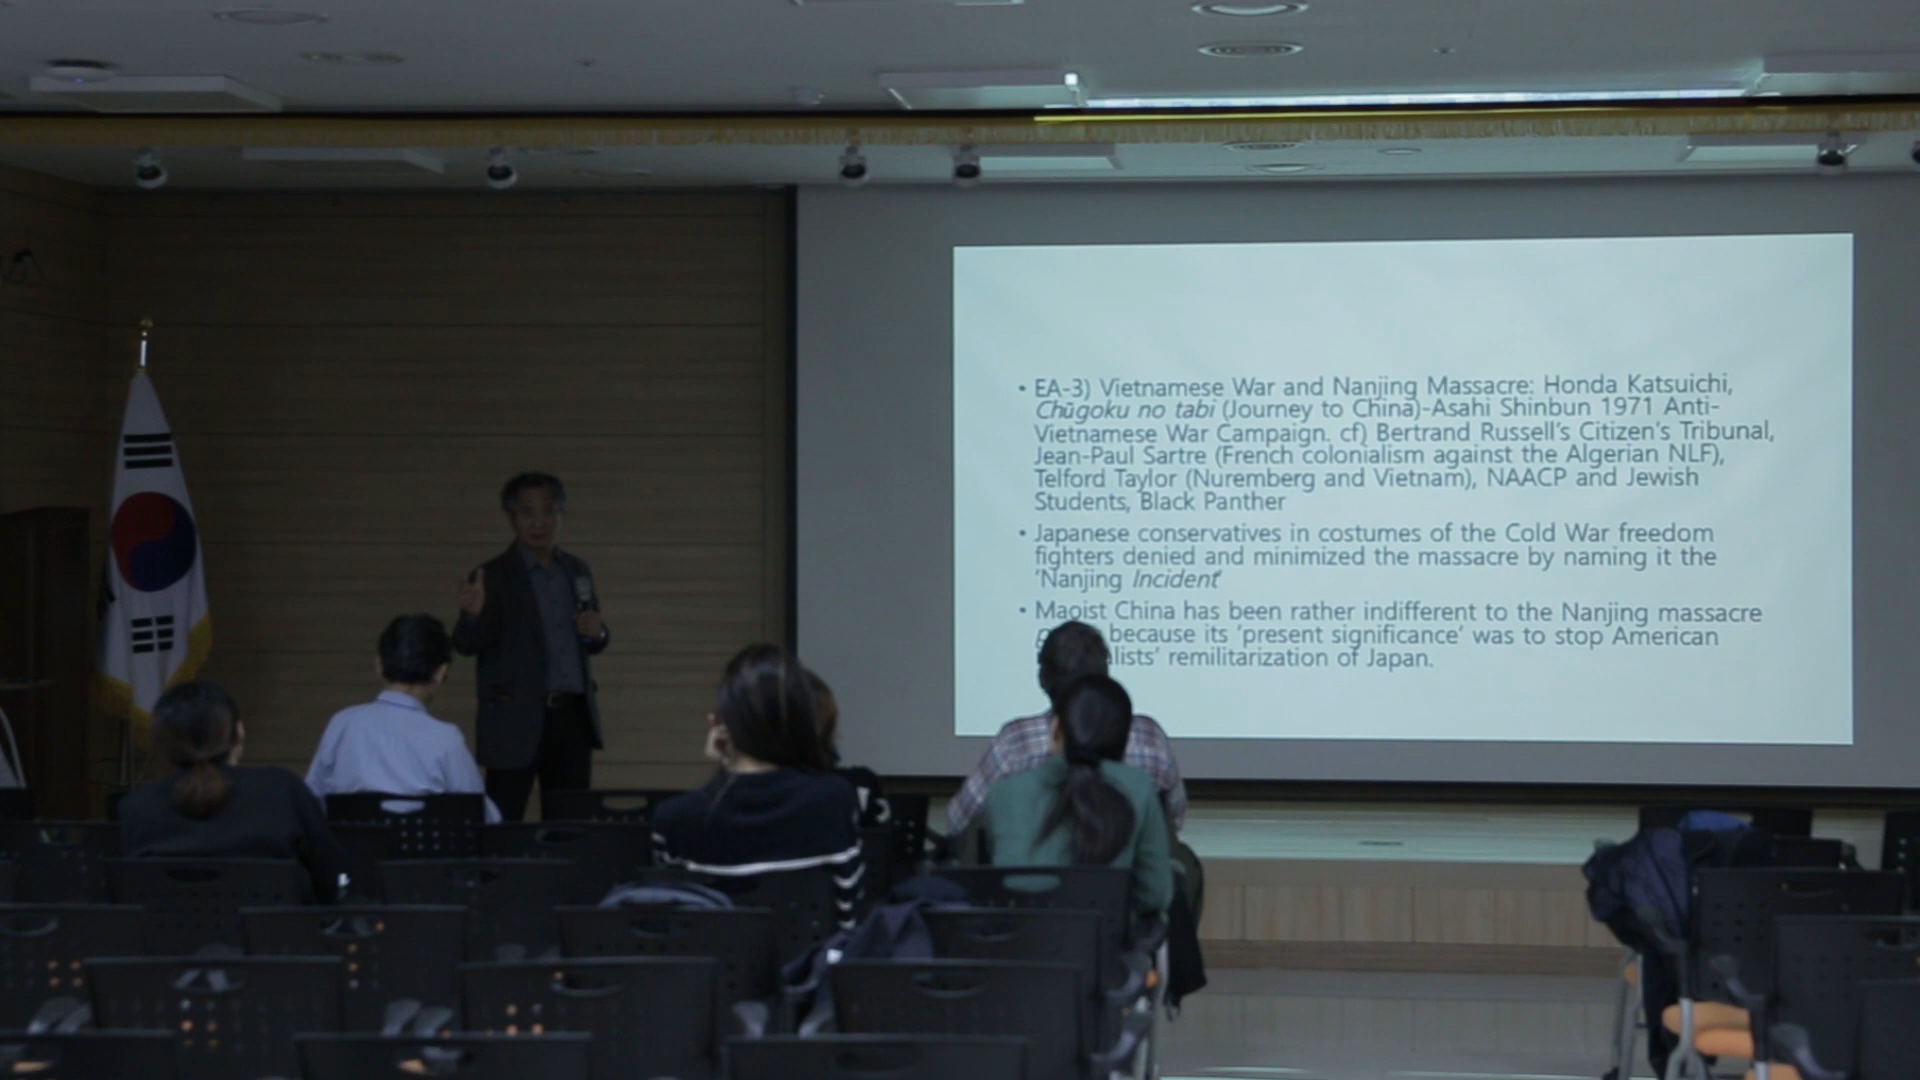 • EA-3) Vietnamese War and Nanjing Massacre: Honda Katsuichi,
Chūgoku no tabi (Journey to China)-Asahi Shinbun 1971 Anti-
Vietnamese War Campaign. cf) Bertrand Russell's Citizen's Tribunal,
Jean-Paul Sartre (French colonialism against the Algerian NLF),
Telford Taylor (Nuremberg and Vietnam), NAACP and Jewish
Students, Black Panther
• Japanese conservatives in costumes of the Cold War freedom
fighters denied and minimized the massacre by naming it the
'Nanjing Incident'
• Maoist China has been rather indifferent to the Nanjing massacre
because its 'present significance' was to stop American
lists' remilitarization of Japan.